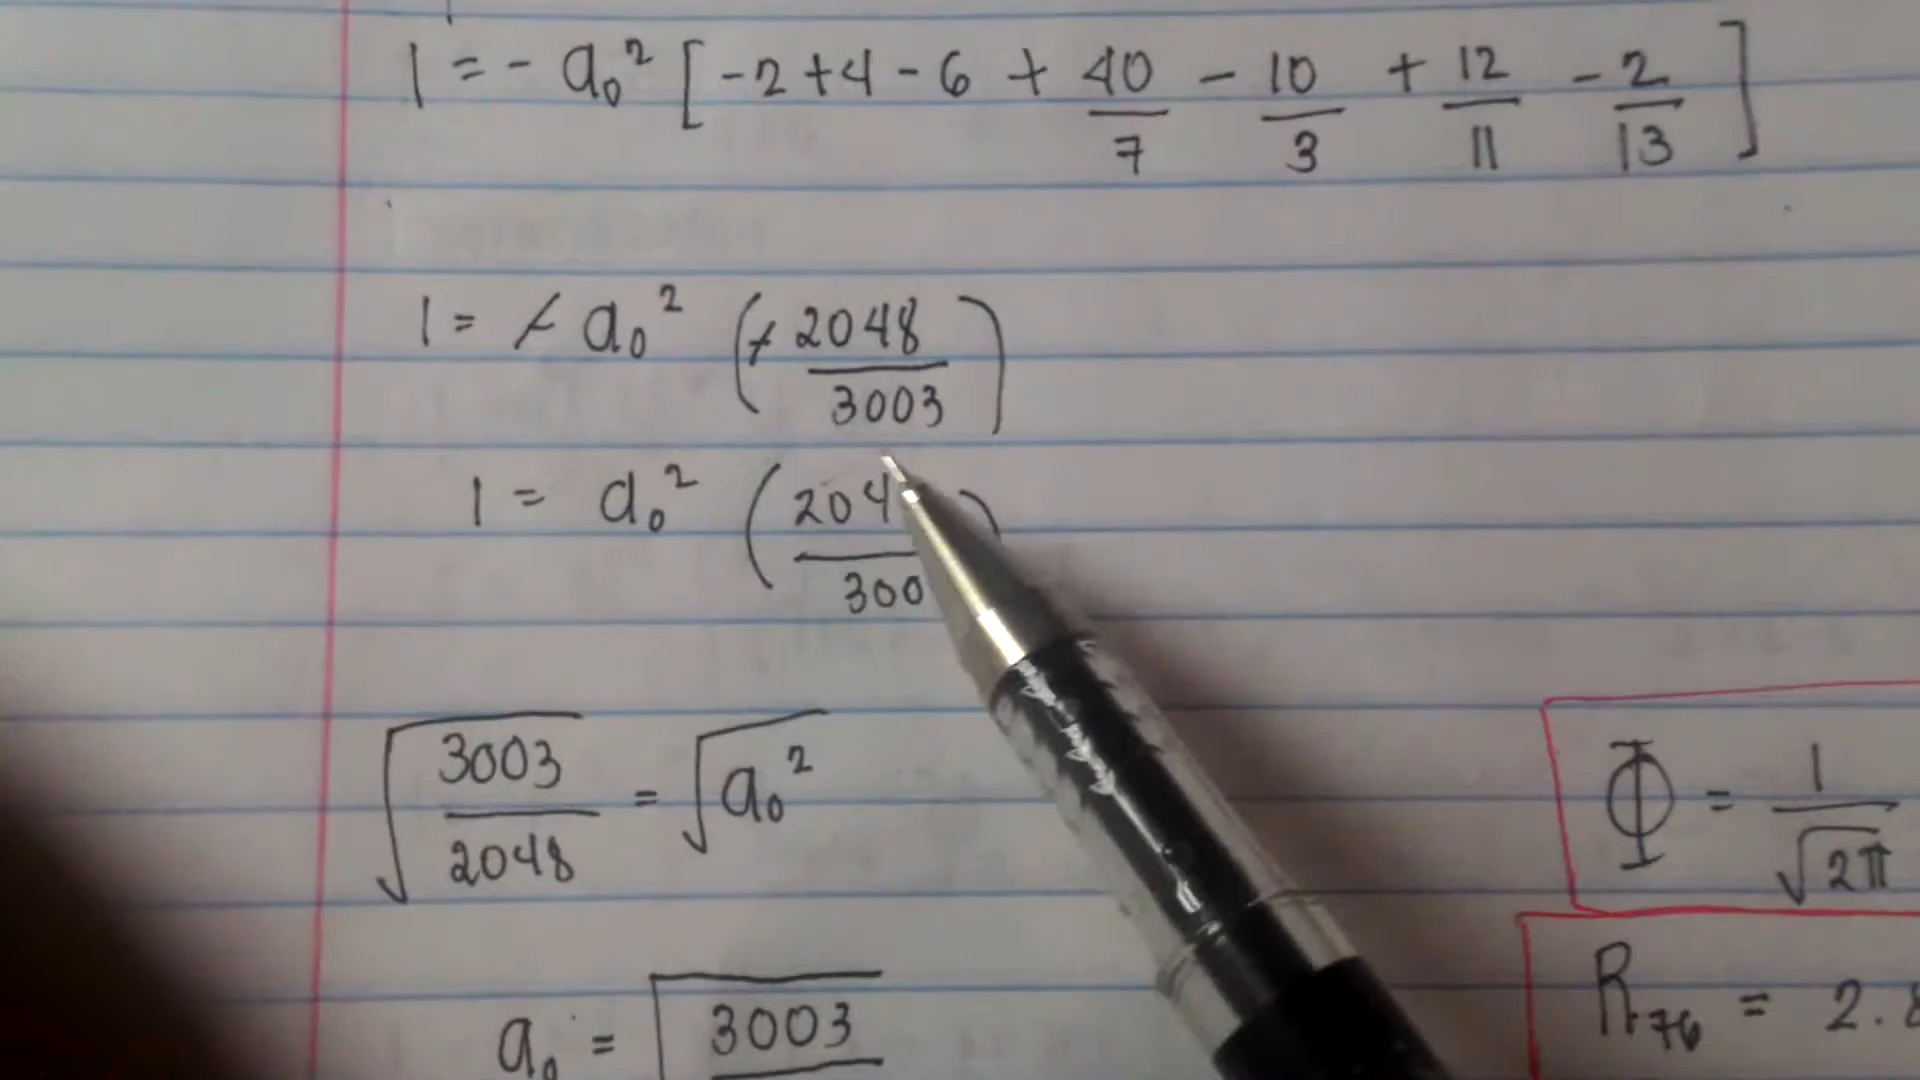 1 = - a₀² [ -2 + 4 - 6 + 40/7 - 10/3 + 12/11 - 2/13 ]
1 = - a₀² ( - 2048/3003 )
1 = a₀² ( 204 / 300
√(3003/2048) = √(a₀²)
Φ = 1/√2π
a₀ = √ 3003
R₇₆ = 2.8